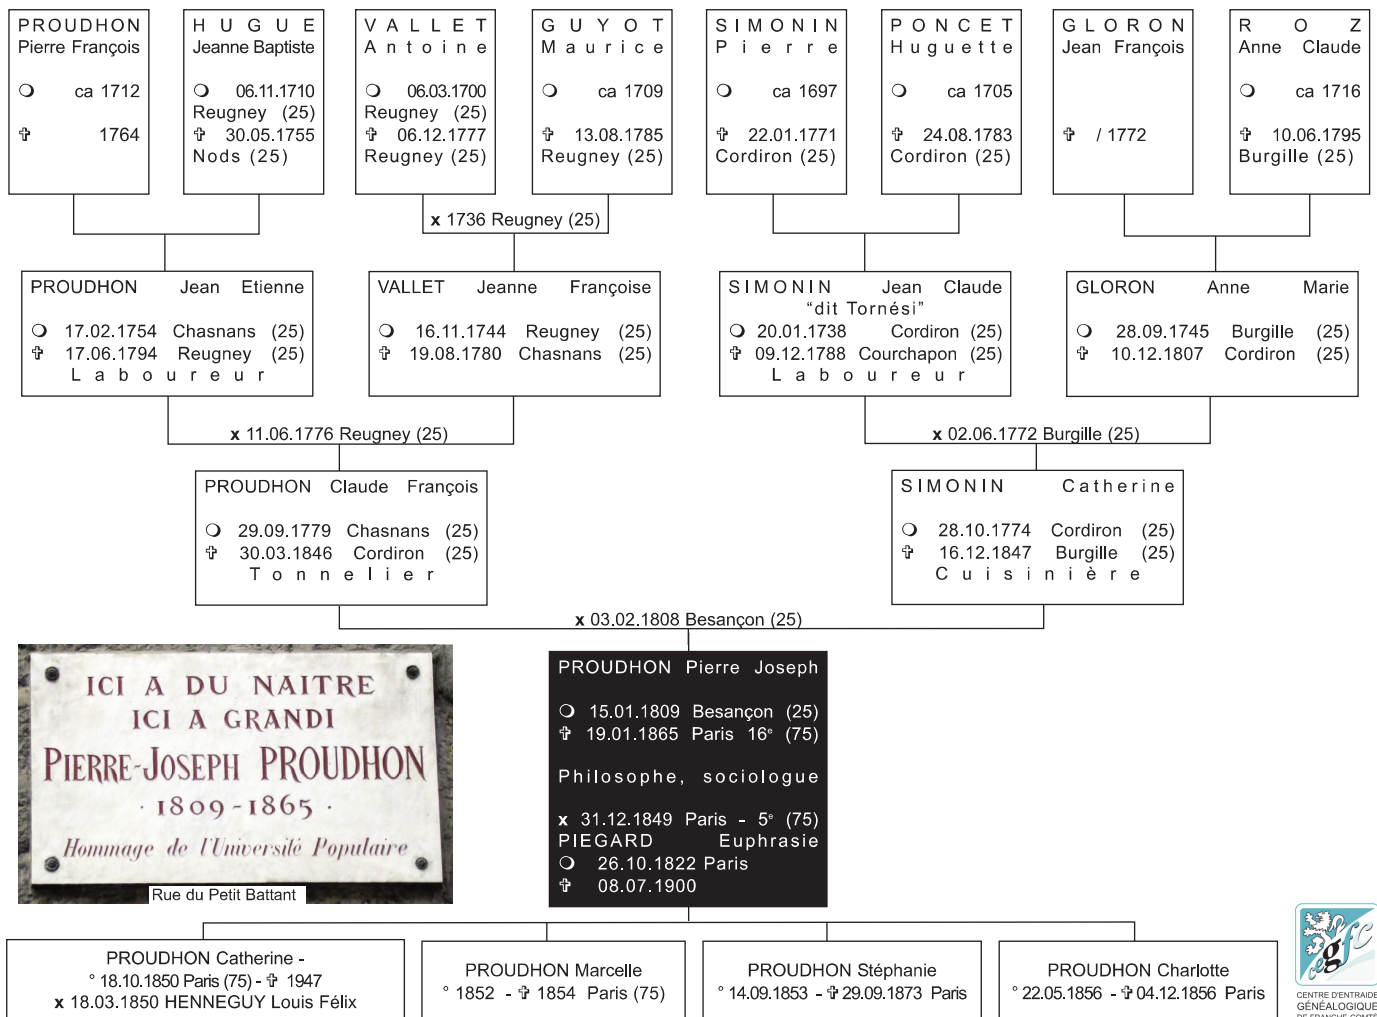 PROUDHON
Pierre François
ca 1712
✞ 1764
HUGUE
Jeanne Baptiste
06.11.1710
Reugney (25)
✞ 30.05.1755
Nods (25)
VALLET
Antoine
06.03.1700
Reugney (25)
✞ 06.12.1777
Reugney (25)
GUYOT
Maurice
ca 1709
✞ 13.08.1785
Reugney (25)
SIMONIN
Pierre
ca 1697
✞ 22.01.1771
Cordiron (25)
PONCET
Huguette
ca 1705
✞ 24.08.1783
Cordiron (25)
GLORON
Jean François
✞ / 1772
ROZ
Anne Claude
ca 1716
✞ 10.06.1795
Burgille (25)
x 1736 Reugney (25)
PROUDHON Jean Etienne
17.02.1754 Chasnans (25)
✞ 17.06.1794 Reugney (25)
Laboureur
VALLET Jeanne Françoise
16.11.1744 Reugney (25)
✞ 19.08.1780 Chasnans (25)
SIMONIN Jean Claude
“dit Tornési”
20.01.1738 Cordiron (25)
✞ 09.12.1788 Courchapon (25)
Laboureur
GLORON Anne Marie
28.09.1745 Burgille (25)
✞ 10.12.1807 Cordiron (25)
x 11.06.1776 Reugney (25)
x 02.06.1772 Burgille (25)
PROUDHON Claude François
29.09.1779 Chasnans (25)
✞ 30.03.1846 Cordiron (25)
Tonnelier
SIMONIN Catherine
28.10.1774 Cordiron (25)
✞ 16.12.1847 Burgille (25)
Cuisinière
x 03.02.1808 Besançon (25)
ICI A DU NAITRE
ICI A GRANDI
PIERRE-JOSEPH PROUDHON
· 1809-1865 ·
Hommage de l'Université Populaire
Rue du Petit Battant
PROUDHON Pierre Joseph
15.01.1809 Besançon (25)
✞ 19.01.1865 Paris 16e (75)
Philosophe, sociologue
x 31.12.1849 Paris - 5e (75)
PIEGARD Euphrasie
26.10.1822 Paris
✞ 08.07.1900
PROUDHON Catherine -
° 18.10.1850 Paris (75) - ✞ 1947
x 18.03.1850 HENNEGUY Louis Félix
PROUDHON Marcelle
° 1852 - ✞ 1854 Paris (75)
PROUDHON Stéphanie
° 14.09.1853 - ✞ 29.09.1873 Paris
PROUDHON Charlotte
° 22.05.1856 - ✞ 04.12.1856 Paris
cegfc
CENTRE D'ENTRAIDE
GÉNÉALOGIQUE
DE FRANCHE-COMTÉ